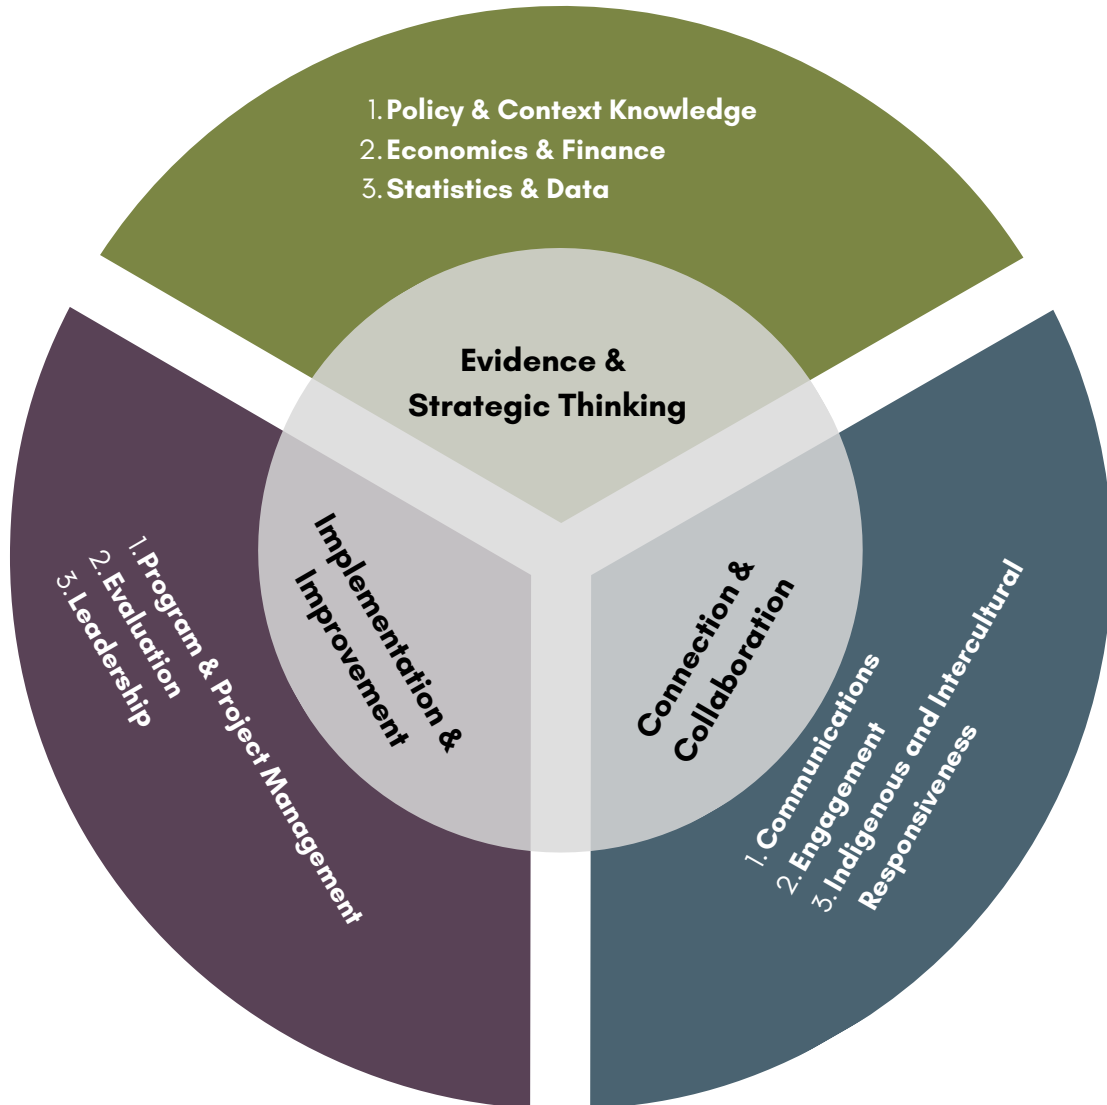 1. Policy & Context Knowledge
2. Economics & Finance
3. Statistics & Data
Evidence &
Strategic Thinking
Implementation &
Improvement
1. Program & Project Management
2. Evaluation
3. Leadership
Connection &
Collaboration
1. Communications
2. Engagement
3. Indigenous and Intercultural
Responsiveness